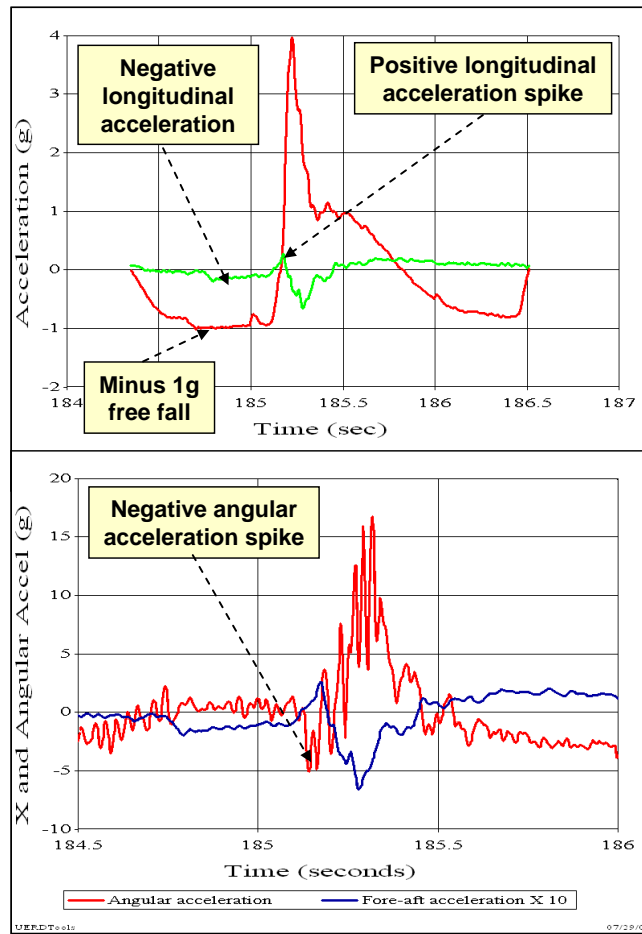 4
Negative
longitudinal
acceleration
Positive longitudinal
acceleration spike
3
2
1
0
-1
-2
Acceleration (g)
Minus 1g
free fall
184
185
185.5
186
186.5
187
Time (sec)
20
Negative angular
acceleration spike
15
10
5
0
-5
-10
X and Angular Accel (g)
184.5
185
185.5
186
Time (seconds)
Angular acceleration
Fore-aft acceleration X 10
UERDTools